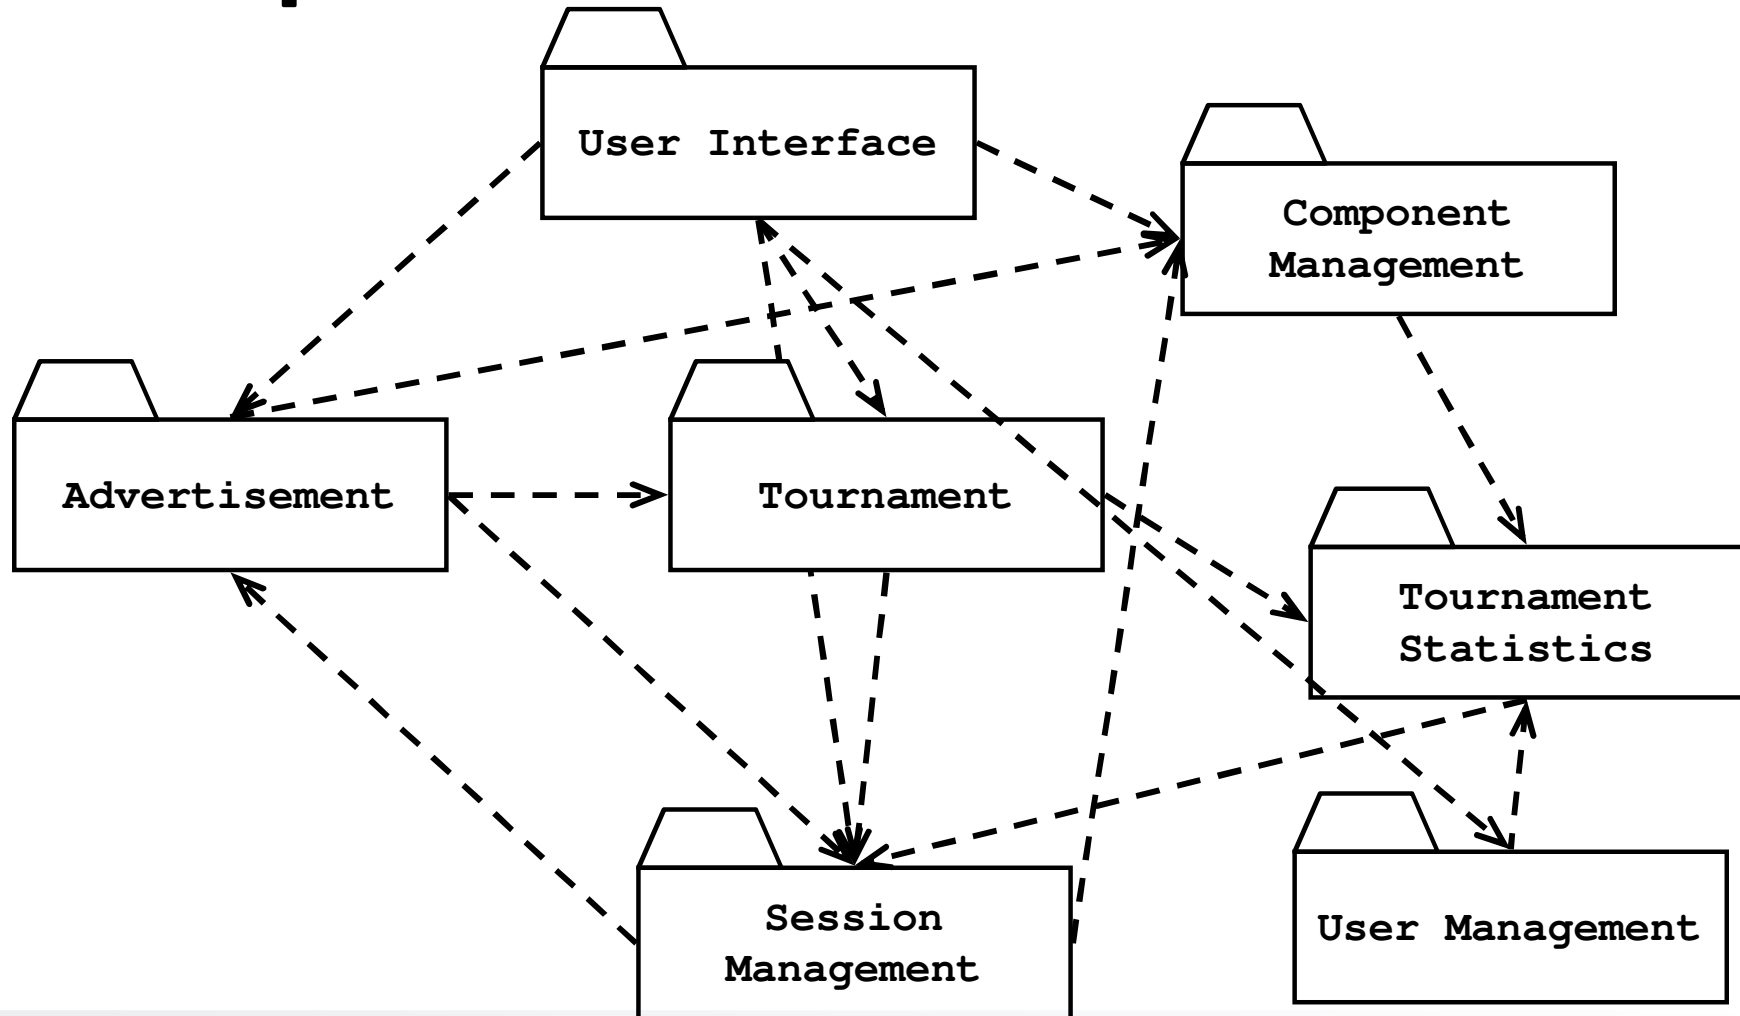 User Interface
Component
Management
Advertisement
Tournament
Tournament
Statistics
Session
Management
User Management